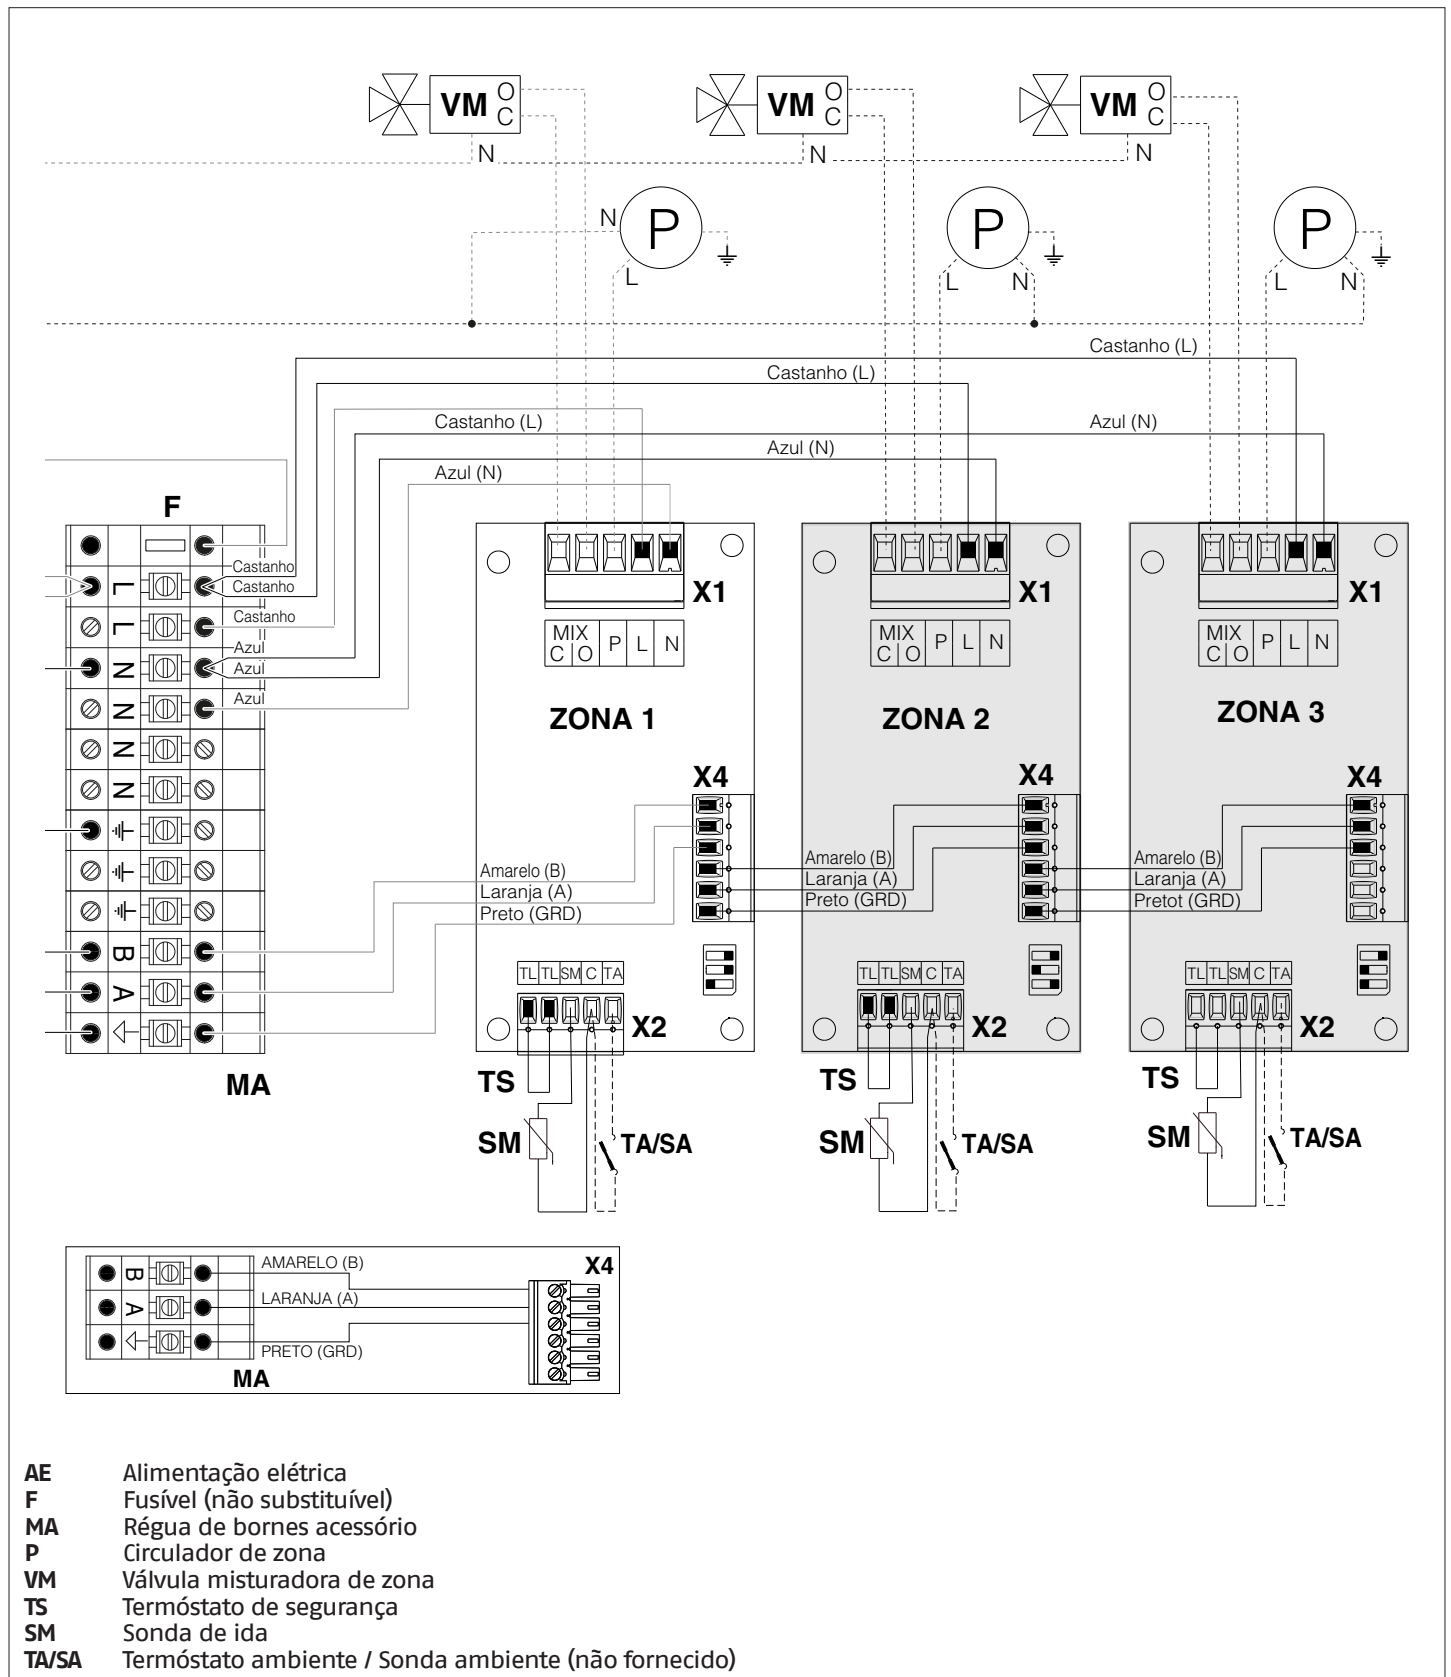 VM O C
VM O C
VM O C
N
N
N
N P
P
P
L
L N
L N
Castanho (L)
Castanho (L)
Castanho (L)
Azul (N)
Azul (N)
Azul (N)
F
Castanho
L Castanho
L Castanho
Azul
N Azul
N Azul
N
N
B
A
MA
X1
X1
X1
MIX C O P L N
MIX C O P L N
MIX C O P L N
ZONA 1
ZONA 2
ZONA 3
X4
X4
X4
Amarelo (B)
Laranja (A)
Preto (GRD)
Amarelo (B)
Laranja (A)
Preto (GRD)
Amarelo (B)
Laranja (A)
Pretot (GRD)
TL TL SM C TA
TL TL SM C TA
TL TL SM C TA
X2
X2
X2
TS
TS
TS
SM TA/SA
SM TA/SA
SM TA/SA
B AMARELO (B) X4
A LARANJA (A)
PRETO (GRD)
MA
AE Alimentação elétrica
F Fusível (não substituível)
MA Régua de bornes acessório
P Circulador de zona
VM Válvula misturadora de zona
TS Termóstato de segurança
SM Sonda de ida
TA/SA Termóstato ambiente / Sonda ambiente (não fornecido)